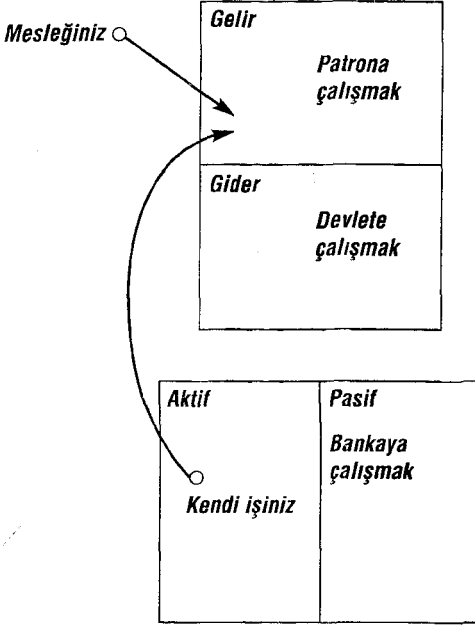 Mesleğiniz
Gelir
Patrona
çalışmak
Gider
Devlete
çalışmak
Aktif
Kendi işiniz
Pasif
Bankaya
çalışmak